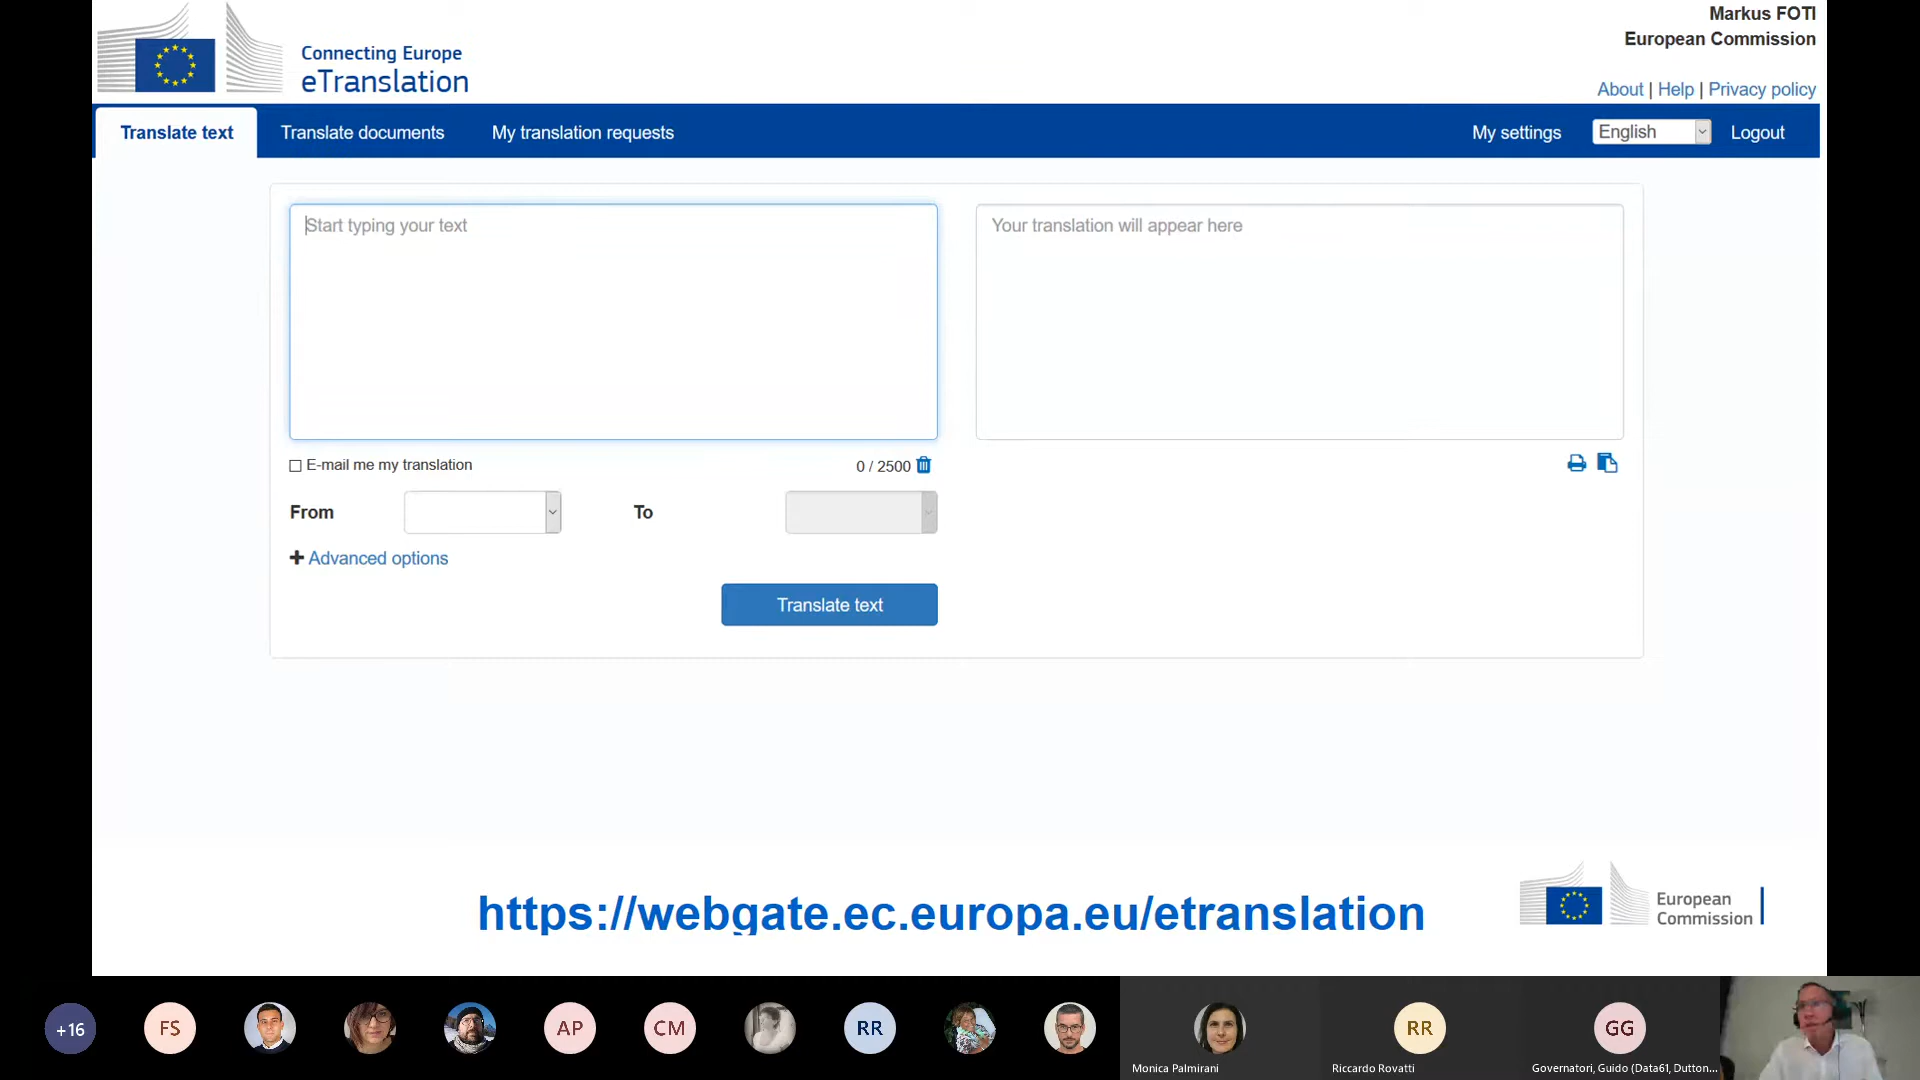 Markus FOTI
European Commission
Connecting Europe
eTranslation
About | Help | Privacy policy
Translate text Translate documents My translation requests My settings English Logout
Start typing your text Your translation will appear here
E-mail me my translation 0 / 2500
From To
Advanced options
Translate text
https://webgate.ec.europa.eu/etranslation
European
Commission
+16 FS AP CM RR RR GG
Monica Palmirani Riccardo Rovatti Governatori, Guido (Data61, Dutton...